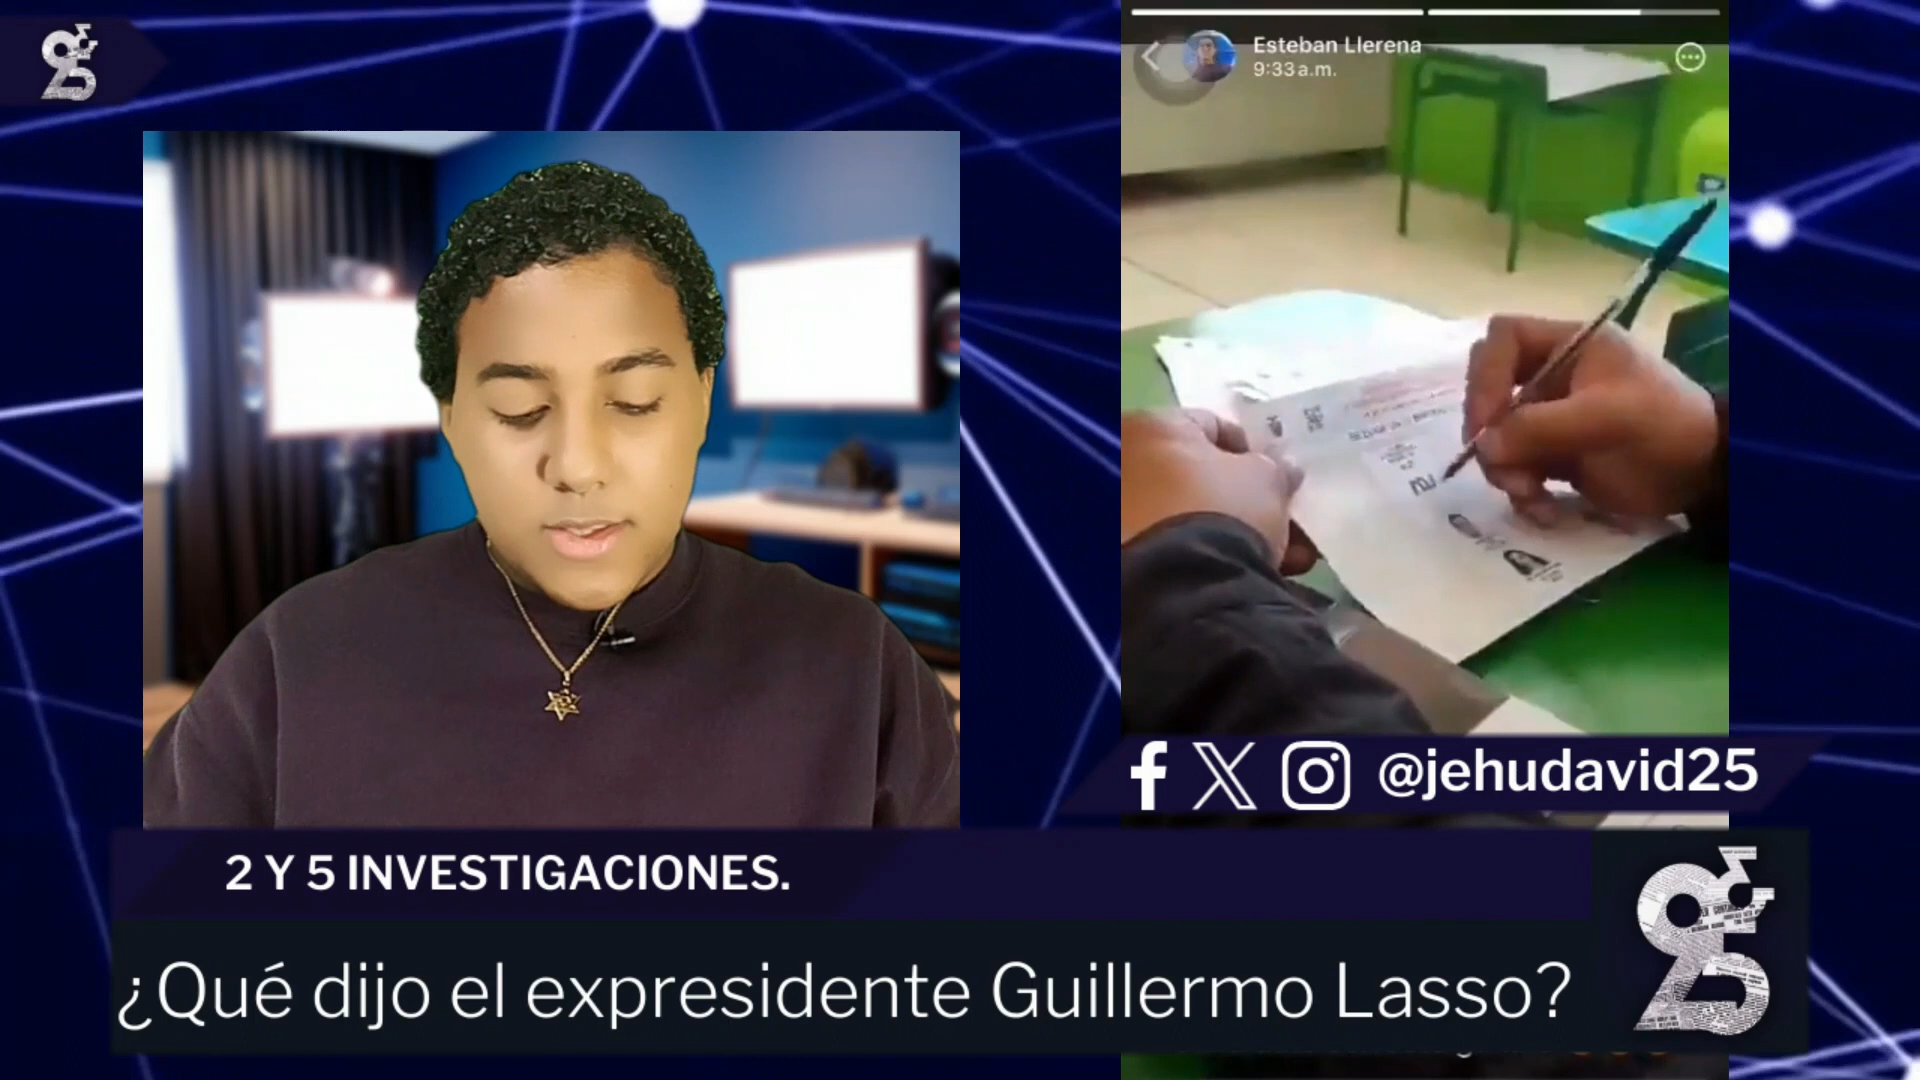 Esteban Llerena
9:33 a.m.
@jehudavid25
2 Y 5 INVESTIGACIONES.
¿Qué dijo el expresidente Guillermo Lasso?